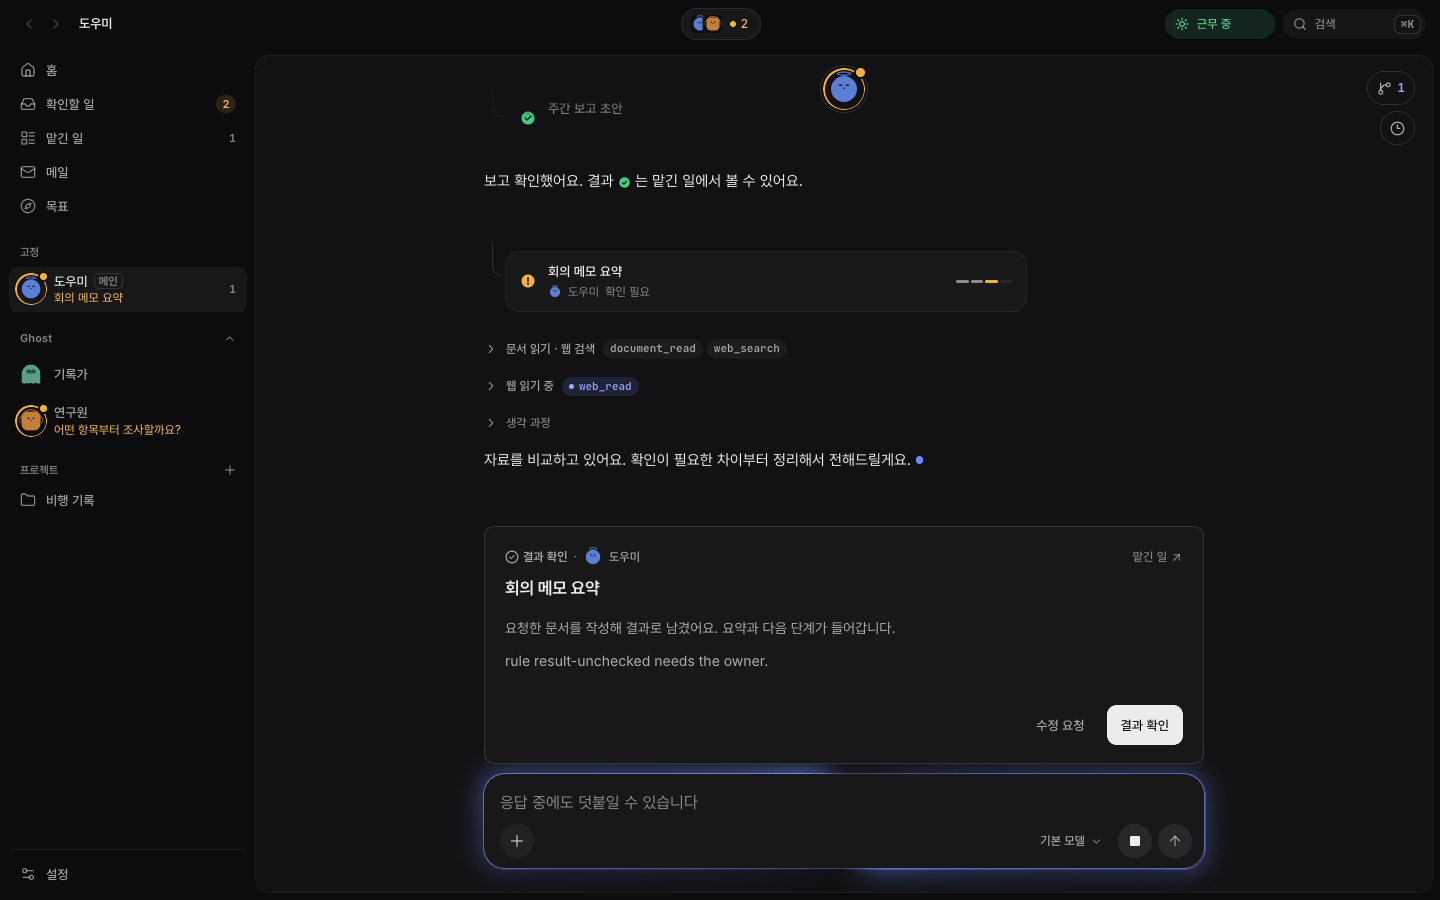 도우미
2
근무 중
검색
⌘K
홈
확인할 일
2
맡긴 일
1
메일
목표
고정
도우미 메인
회의 메모 요약
1
Ghost
기록가
연구원
어떤 항목부터 조사할까요?
프로젝트
비행 기록
설정
1
주간 보고 초안
보고 확인했어요. 결과 는 맡긴 일에서 볼 수 있어요.
회의 메모 요약
도우미 확인 필요
문서 읽기 · 웹 검색 document_read web_search
웹 읽기 중 web_read
생각 과정
자료를 비교하고 있어요. 확인이 필요한 차이부터 정리해서 전해드릴게요.
결과 확인 · 도우미
맡긴 일
회의 메모 요약
요청한 문서를 작성해 결과로 남겼어요. 요약과 다음 단계가 들어갑니다.
rule result-unchecked needs the owner.
수정 요청
결과 확인
응답 중에도 덧붙일 수 있습니다
기본 모델